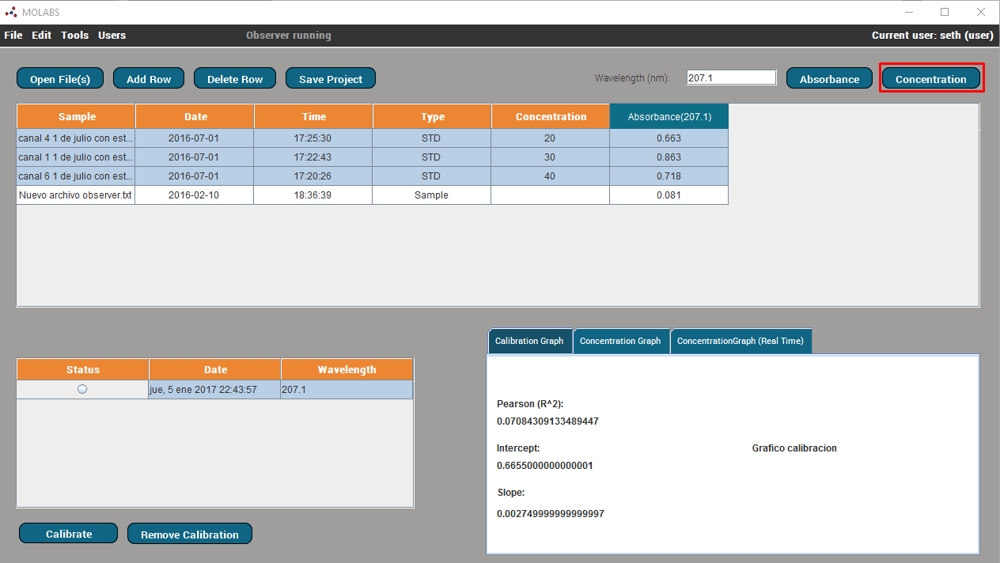 MOLABS
File Edit Tools Users Observer running Current user: seth (user)
Open File(s) Add Row Delete Row Save Project Wavelength (nm): 207.1 Absorbance Concentration
Sample Date Time Type Concentration Absorbance(207.1)
canal 4 1 de julio con est... 2016-07-01 17:25:30 STD 20 0.663
canal 1 1 de julio con est... 2016-07-01 17:22:43 STD 30 0.863
canal 6 1 de julio con est... 2016-07-01 17:20:26 STD 40 0.718
Nuevo archivo observer.txt 2016-02-10 18:36:39 Sample 0.081
Calibration Graph Concentration Graph ConcentrationGraph (Real Time)
Status Date Wavelength
jue, 5 ene 2017 22:43:57 207.1
Pearson (R^2):
0.07084309133489447
Intercept: Grafico calibracion
0.6655000000000001
Slope:
0.002749999999999997
Calibrate Remove Calibration